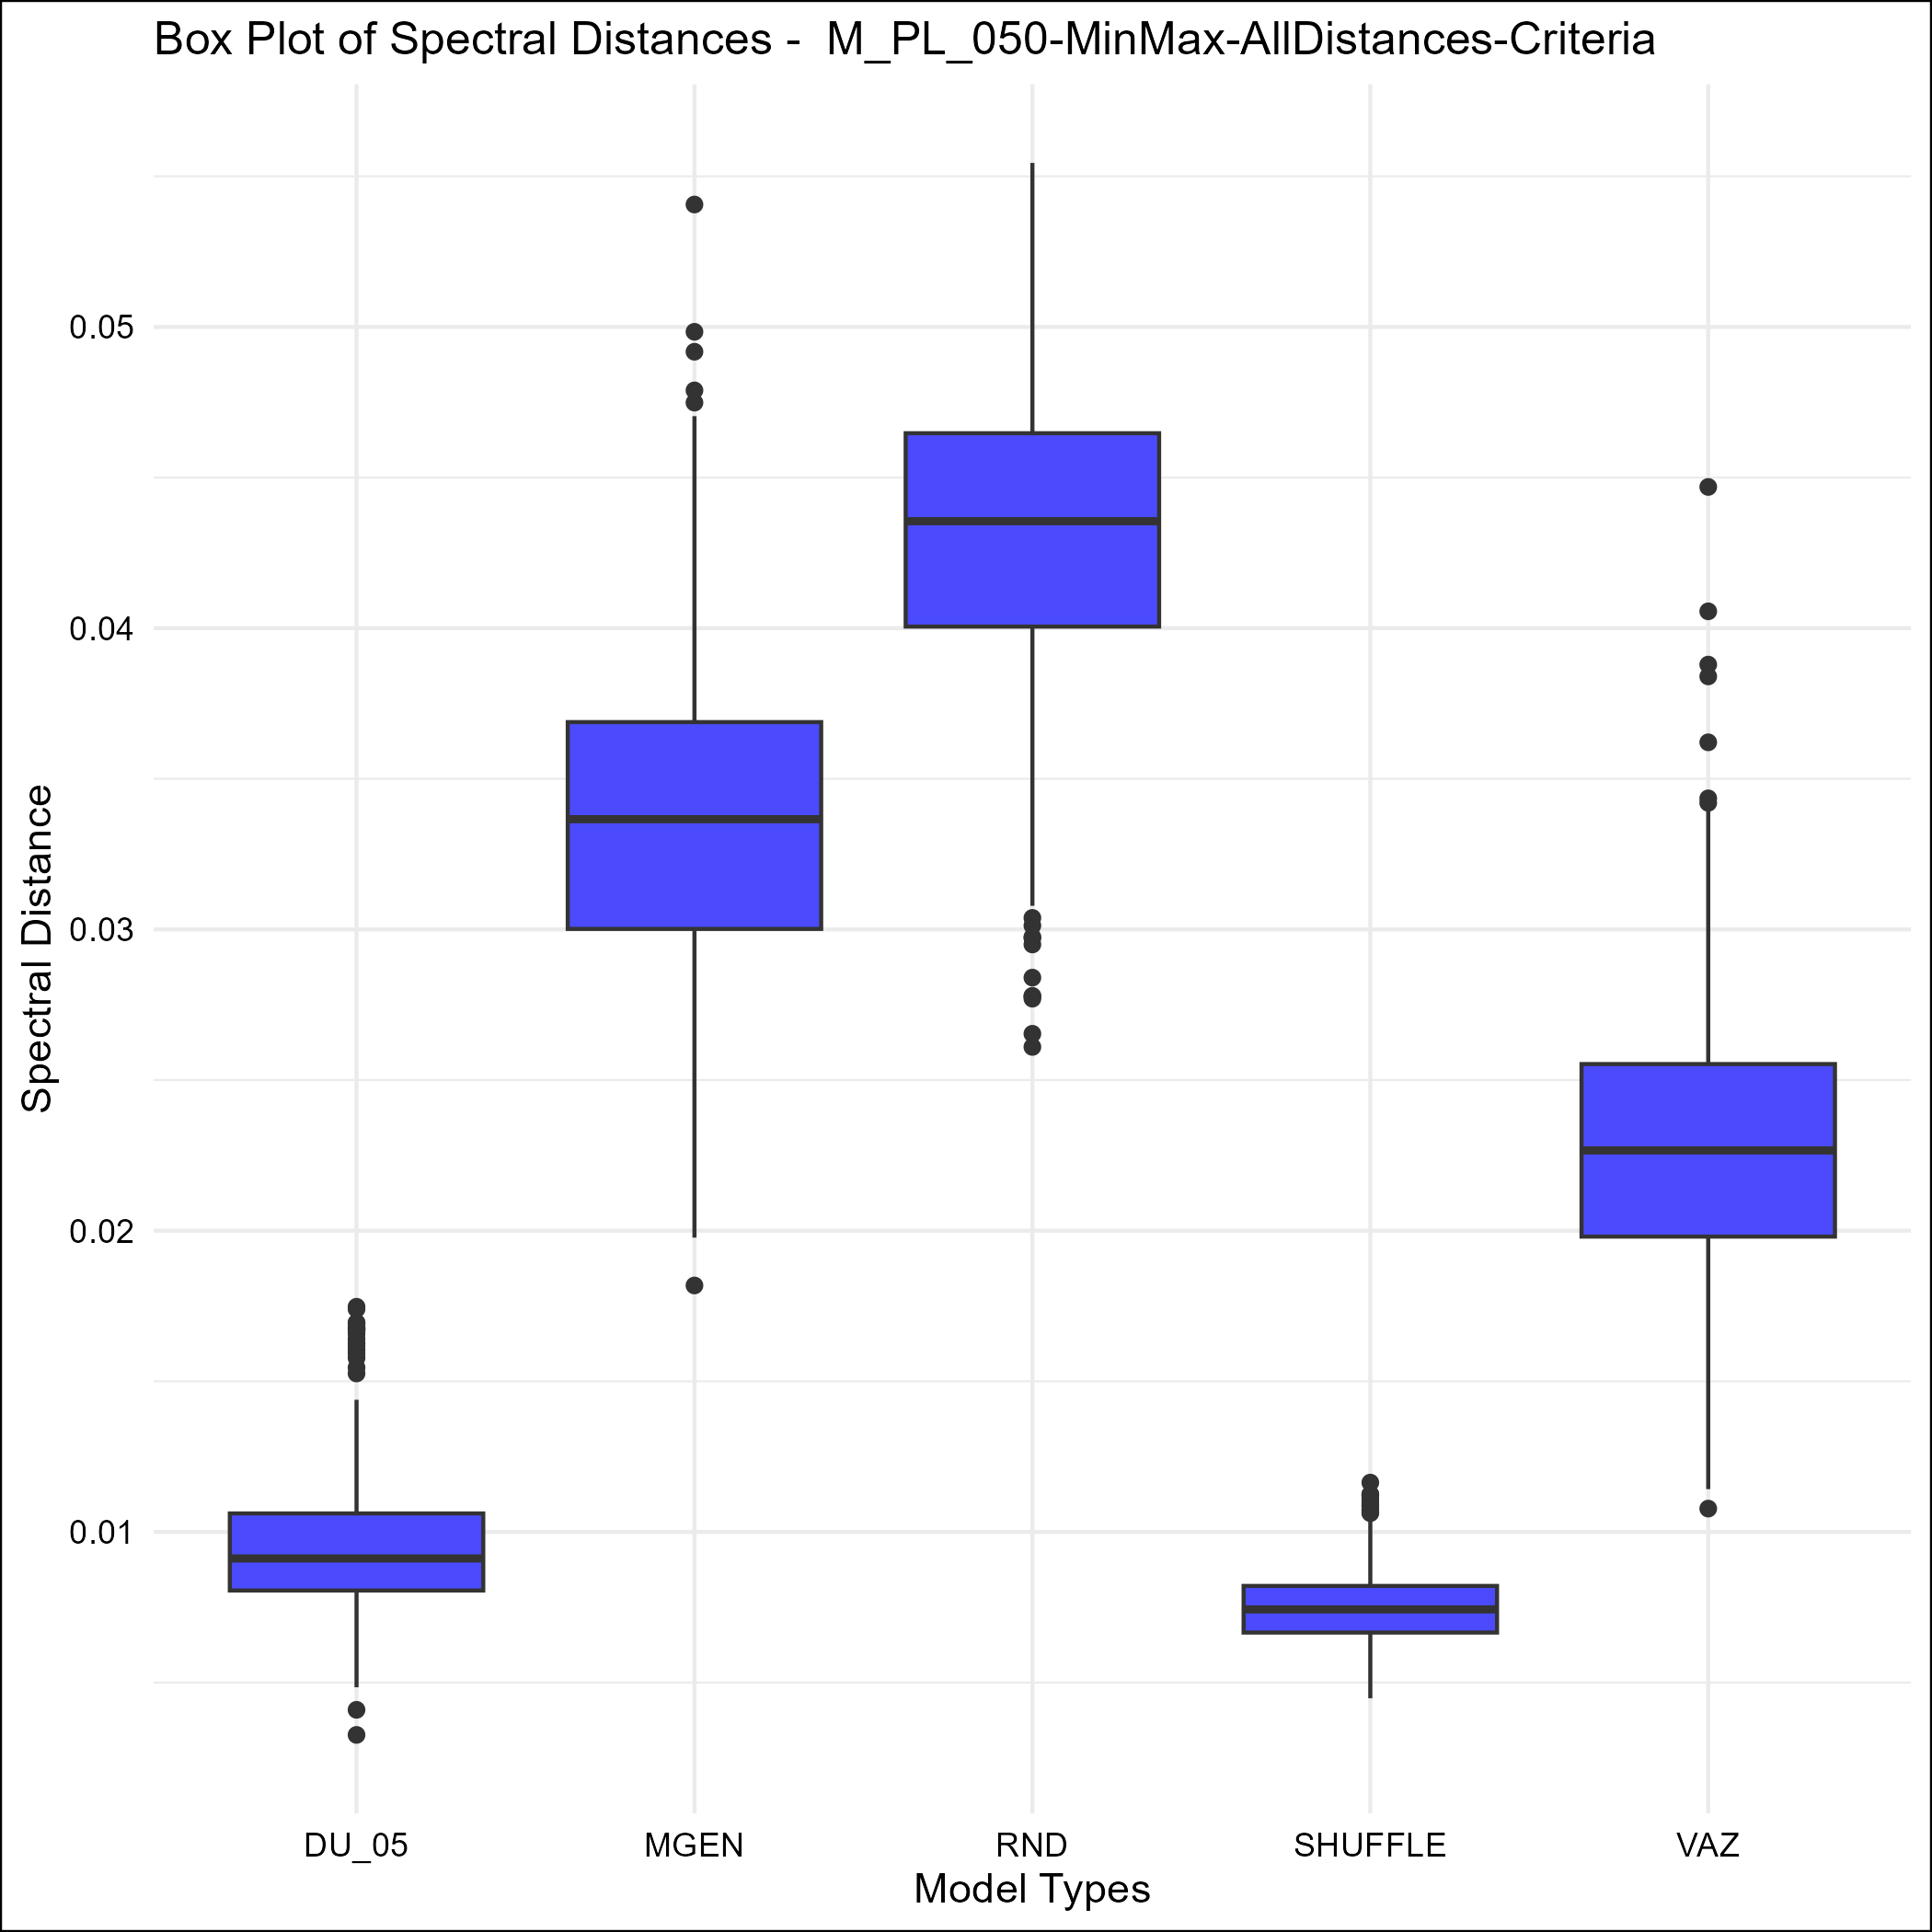 Box Plot of Spectral Distances -  M_PL_050-MinMax-AllDistances-Criteria
Spectral Distance
0.05
0.04
0.03
0.02
0.01
DU_05 MGEN RND SHUFFLE VAZ
Model Types